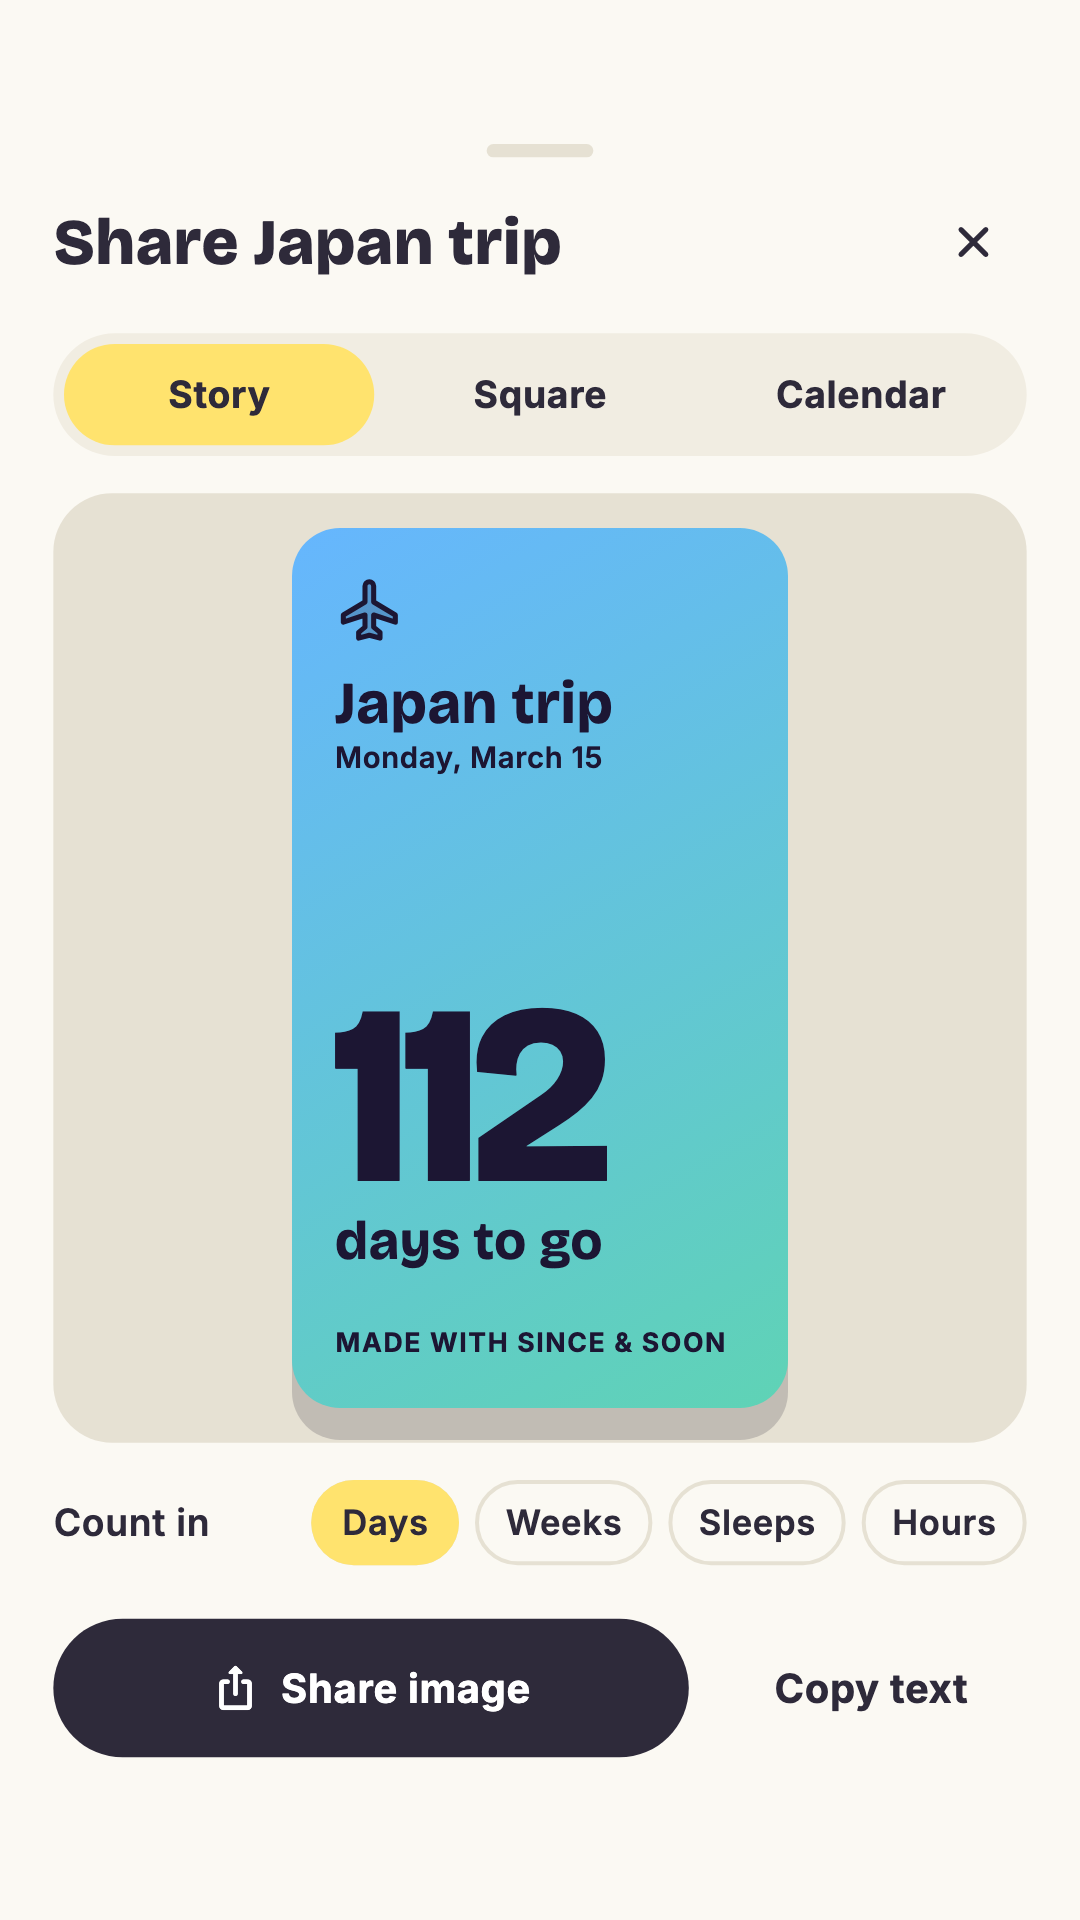 Share Japan trip
Story Square Calendar
Japan trip
Monday, March 15
112
days to go
MADE WITH SINCE & SOON
Count in Days Weeks Sleeps Hours
Share image Copy text